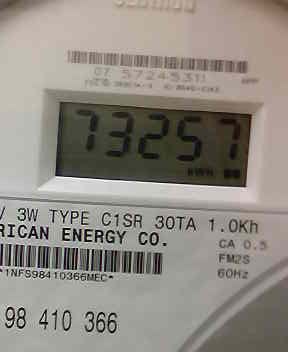 07 57245311
73257
KWH
V 3W TYPE C1SR 30TA 1.0Kh
RICAN ENERGY CO.
CA 0.5
FM2S
60Hz
*1NFS98410366MEC*
98 410 366